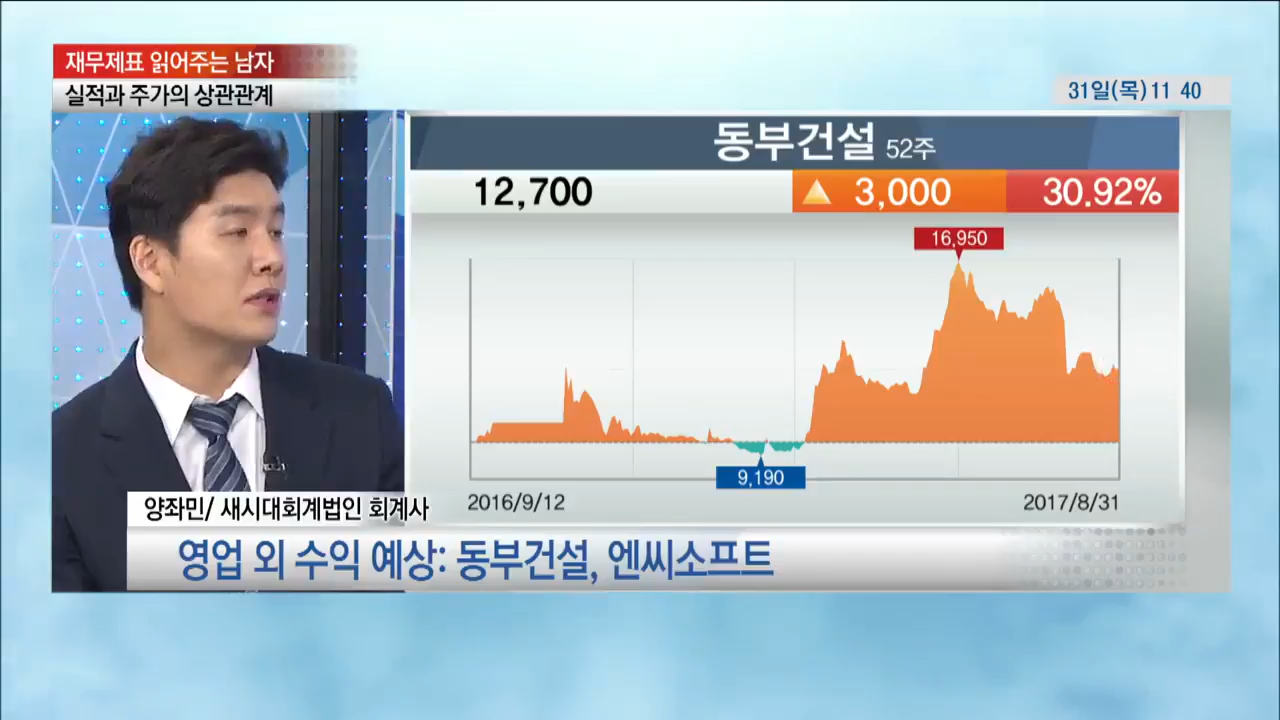 재무제표 읽어주는 남자
실적과 주가의 상관관계
31일(목) 11 40
동부건설 52주
12,700 ▲ 3,000 30.92%
16,950
9,190
2016/9/12 2017/8/31
양좌민/ 새시대회계법인 회계사
영업 외 수익 예상: 동부건설, 엔씨소프트